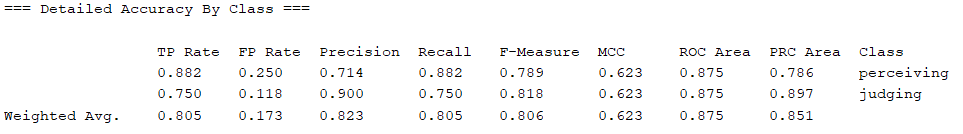 === Detailed Accuracy By Class ===
TP Rate FP Rate Precision Recall F-Measure MCC ROC Area PRC Area Class
0.882 0.250 0.714 0.882 0.789 0.623 0.875 0.786 perceiving
0.750 0.118 0.900 0.750 0.818 0.623 0.875 0.897 judging
Weighted Avg. 0.805 0.173 0.823 0.805 0.806 0.623 0.875 0.851